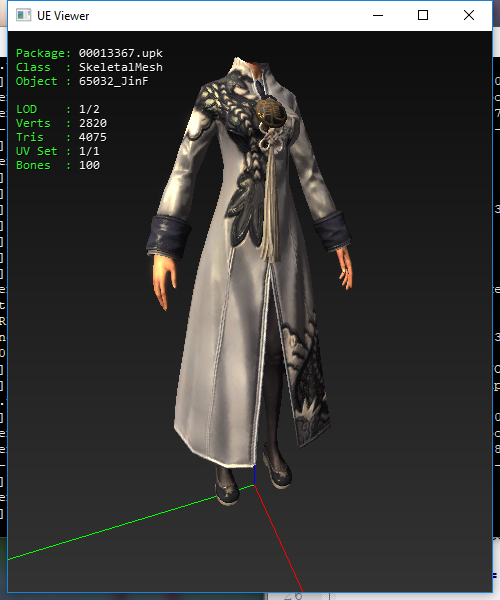 UE Viewer
Package: 00013367.upk
Class  : SkeletalMesh
Object : 65032_JinF
LOD    : 1/2
Verts  : 2820
Tris   : 4075
UV Set : 1/1
Bones  : 100